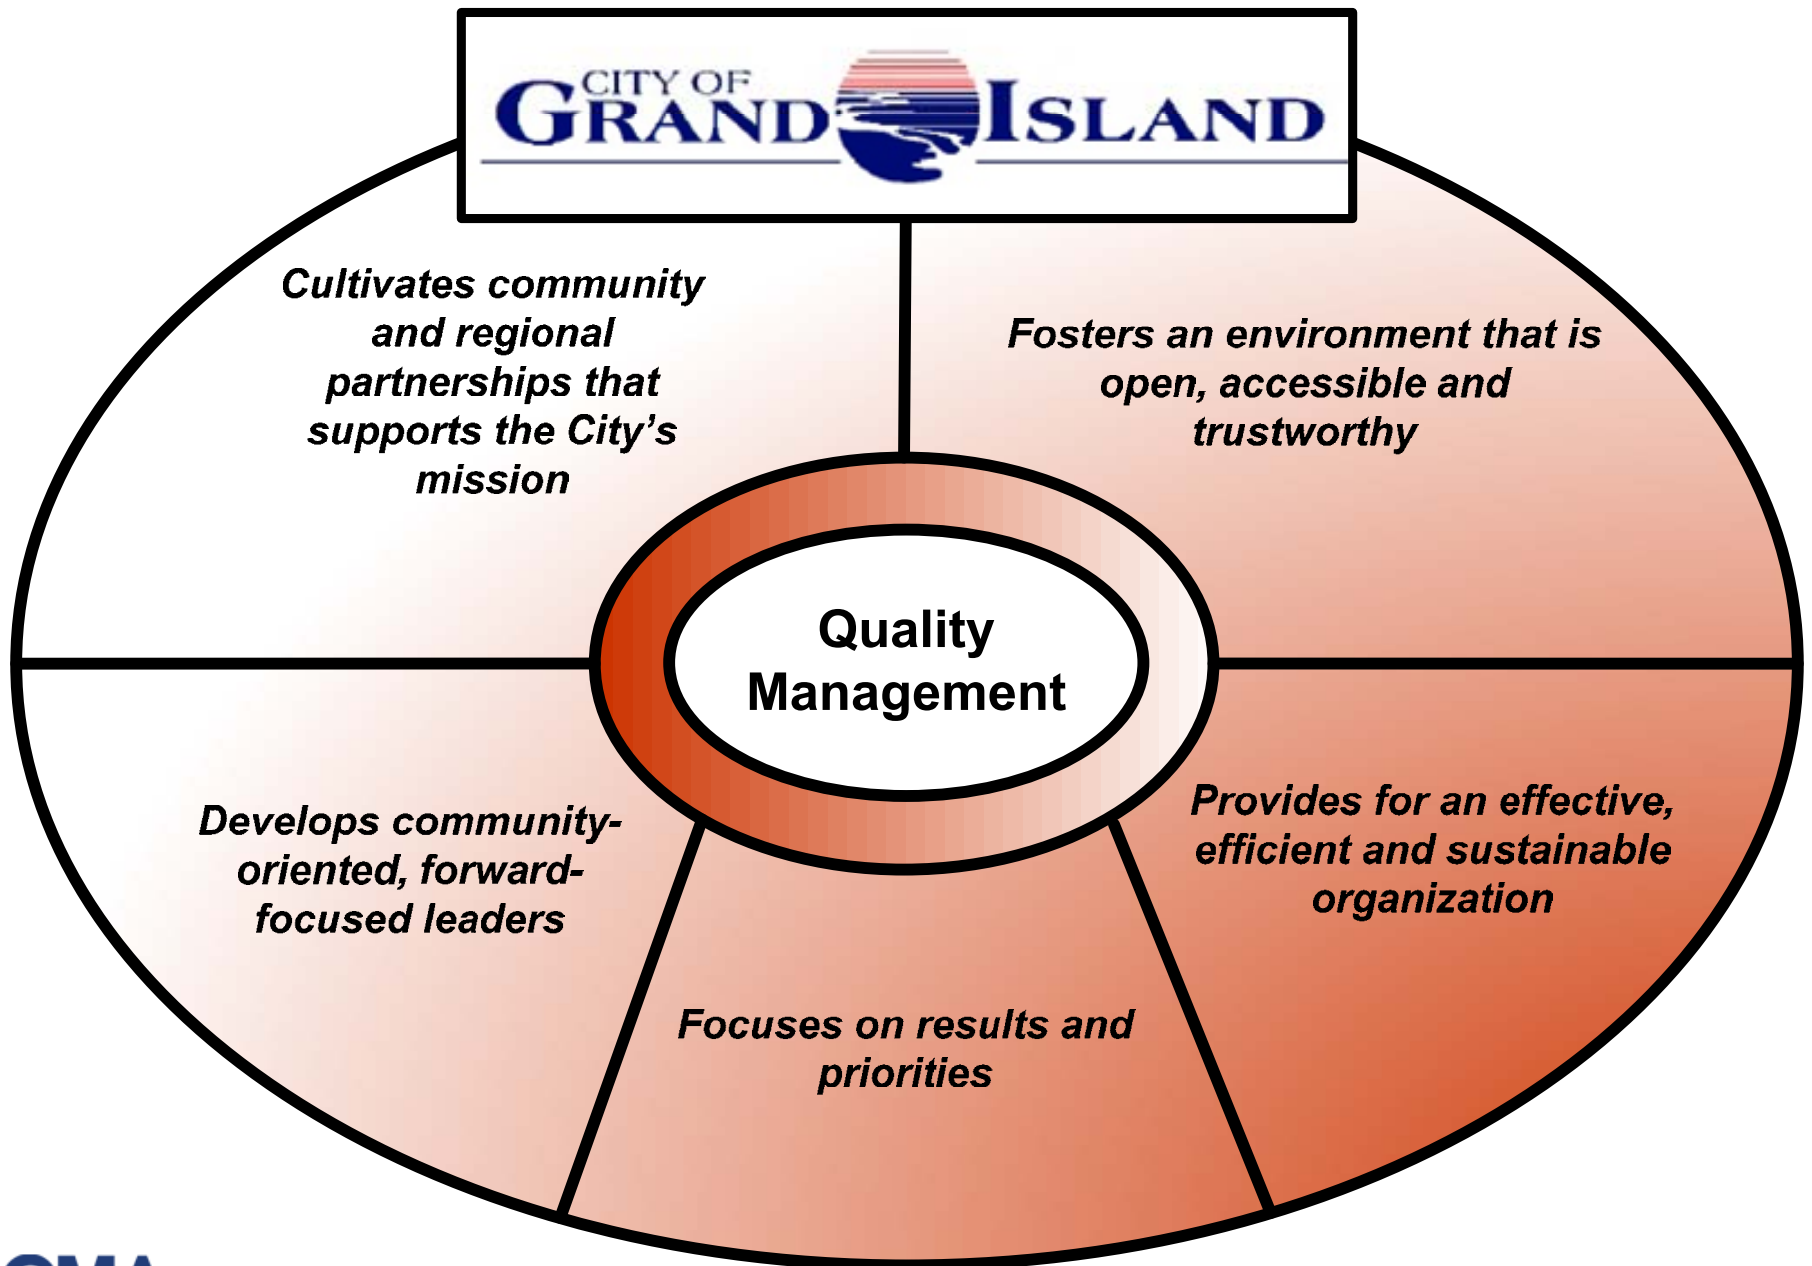 CITY OF
GRAND ISLAND
Cultivates community
and regional
partnerships that
supports the City’s
mission
Fosters an environment that is
open, accessible and
trustworthy
Quality
Management
Develops community-
oriented, forward-
focused leaders
Provides for an effective,
efficient and sustainable
organization
Focuses on results and
priorities